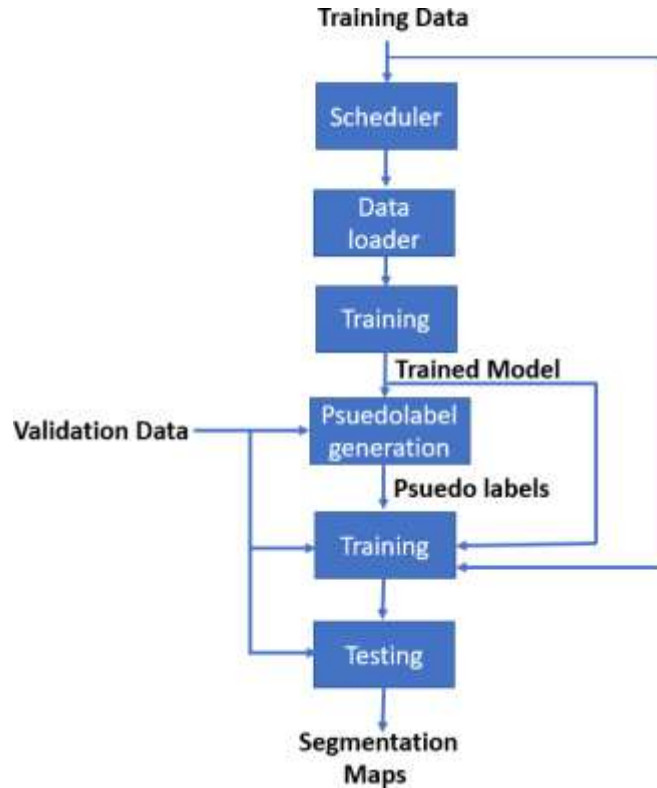 Training Data
Scheduler
Data
loader
Training
Trained Model
Validation Data
Psuedolabel
generation
Psuedo labels
Training
Testing
Segmentation
Maps